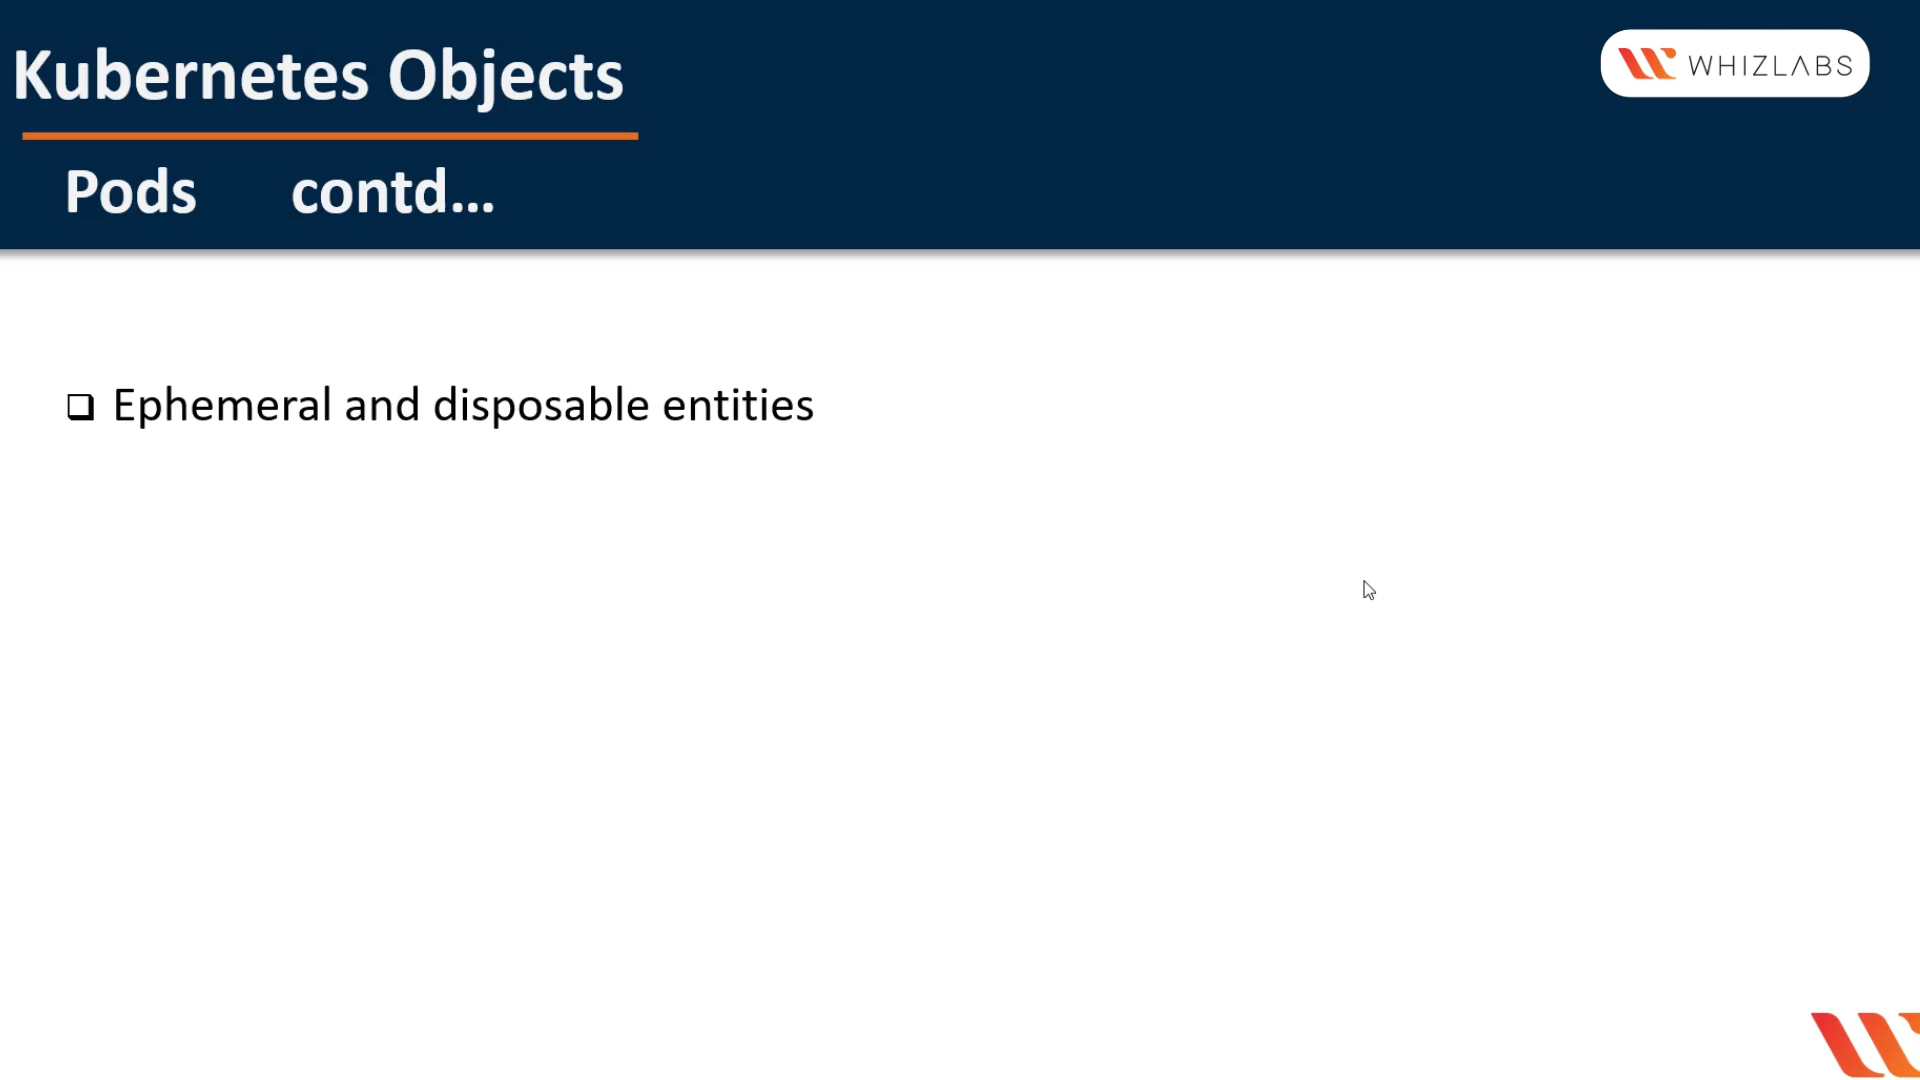 Kubernetes Objects
WHIZLABS
Pods contd...
Ephemeral and disposable entities